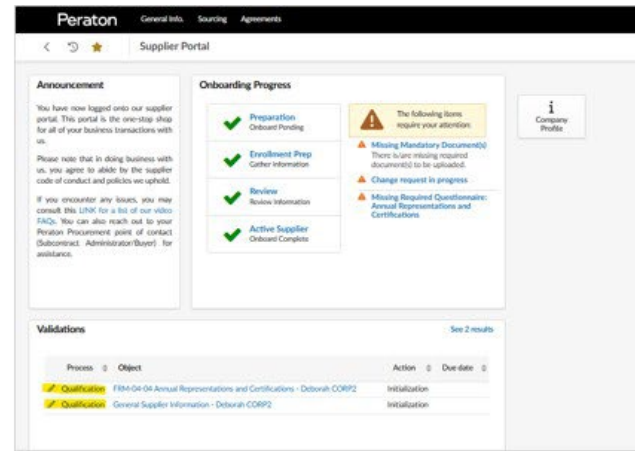 Peraton General Info. Sourcing Agreements
Supplier Portal
Announcement
You have now logged onto our supplier
portal. This portal is the one-stop shop
for all of your business transactions with
us.
Please note that in doing business with
us, you agree to abide by the supplier
code of conduct and policies we uphold.
If you encounter any issues, you may
consult this LINK for a list of our video
FAQs. You can also reach out to your
Peraton Procurement point of contact
(Subcontract Administrator/Buyer) for
assistance.
Onboarding Progress
Preparation
Onboard Pending
Enrollment Prep
Gather Information
Review
Review Information
Active Supplier
Onboard Complete
The following items
require your attention:
Missing Mandatory Document(s)
There is/are missing required
document(s) to be uploaded.
Change request in progress
Missing Required Questionnaire:
Annual Representations and
Certifications
i
Company
Profile
Validations See 2 results
Process Object Action Due date
Qualification FRM-04-04 Annual Representations and Certifications - Deborah CORP2 Initialization
Qualification General Supplier Information - Deborah CORP2 Initialization